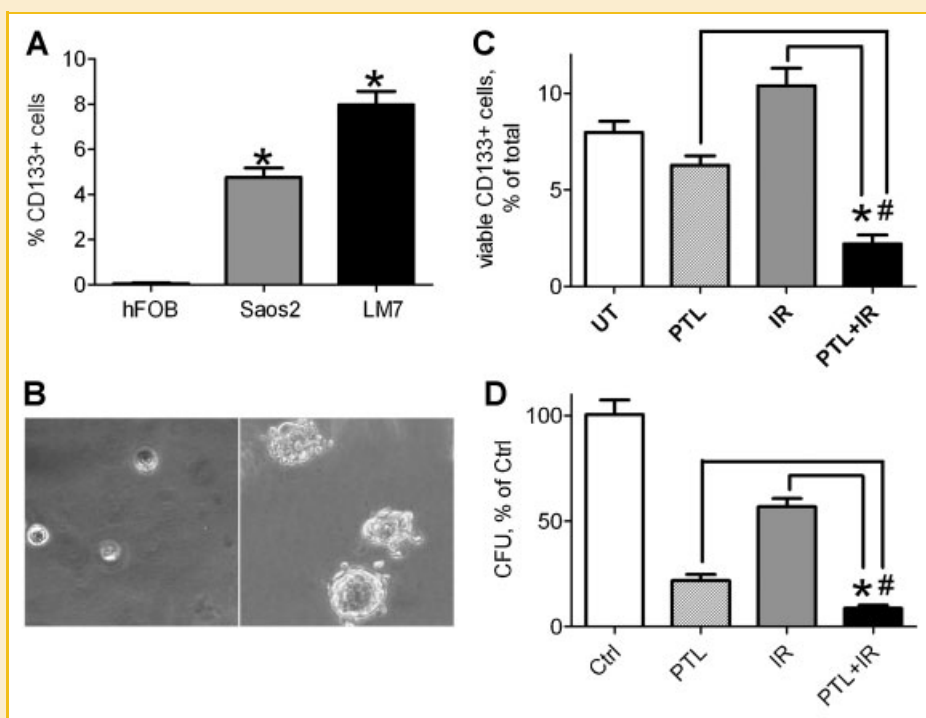 A
% CD133+ cells
10
8
6
4
2
0
*
*
hFOB Saos2 LM7
B
C
viable CD133+ cells,
% of total
10
5
0
* #
UT PTL IR PTL+IR
D
CFU, % of Ctrl
100
50
0
* #
Ctrl PTL IR PTL+IR